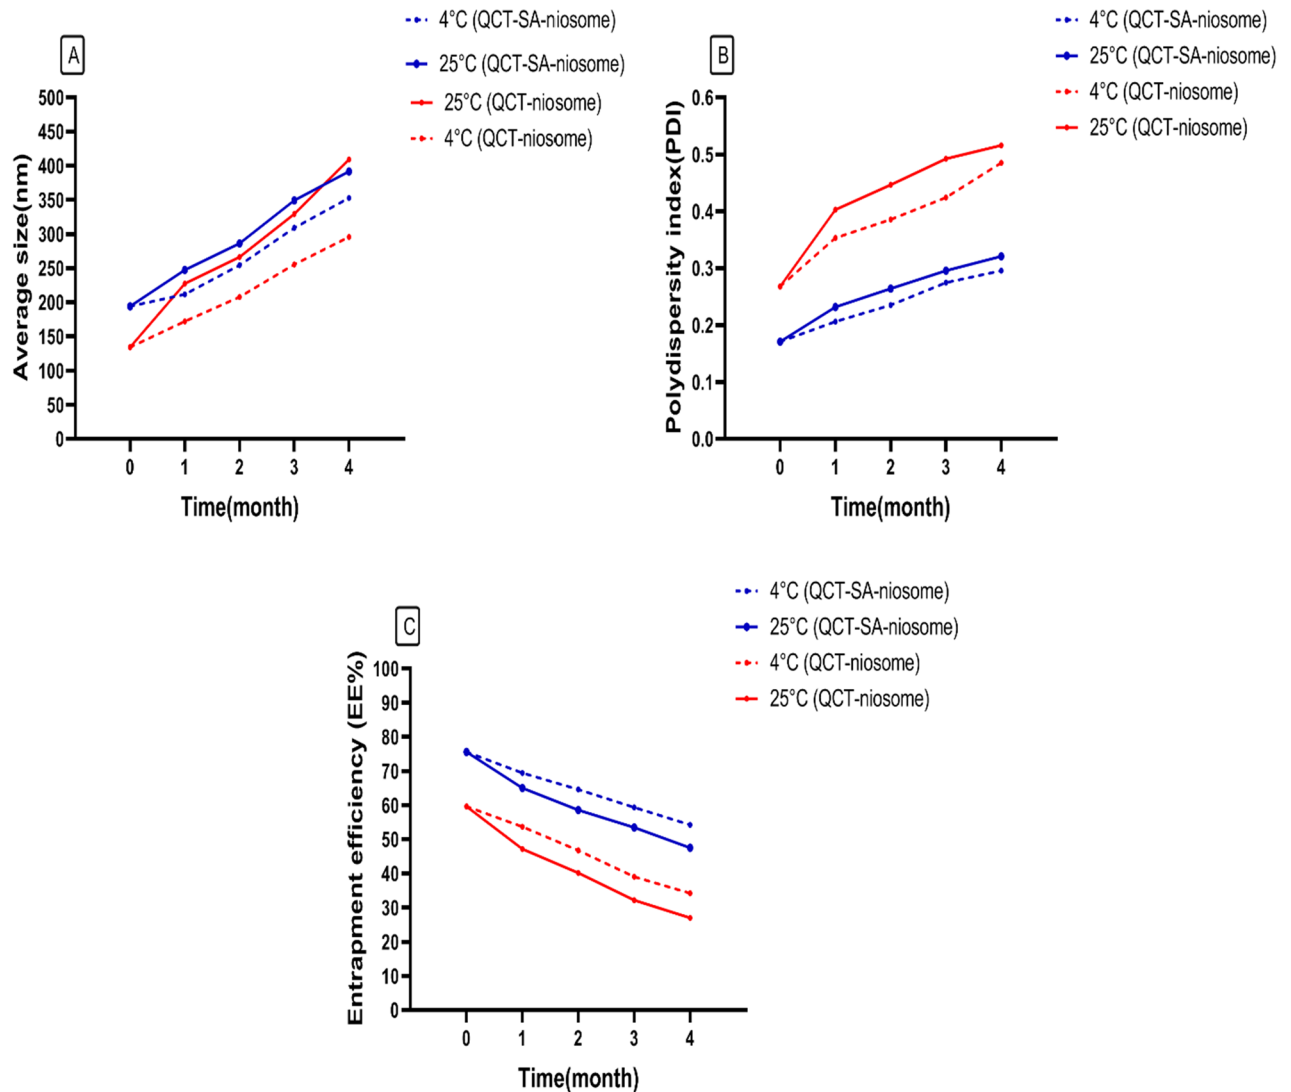 A
4°C (QCT-SA-niosome)
25°C (QCT-SA-niosome)
25°C (QCT-niosome)
4°C (QCT-niosome)
500
450
400
350
300
250
200
150
100
50
0
Average size(nm)
0 1 2 3 4
Time(month)
B
4°C (QCT-SA-niosome)
25°C (QCT-SA-niosome)
4°C (QCT-niosome)
25°C (QCT-niosome)
0.6
0.5
0.4
0.3
0.2
0.1
0.0
Polydispersity index(PDI)
0 1 2 3 4
Time(month)
C
4°C (QCT-SA-niosome)
25°C (QCT-SA-niosome)
4°C (QCT-niosome)
25°C (QCT-niosome)
100
90
80
70
60
50
40
30
20
10
0
Entrapment efficiency (EE%)
0 1 2 3 4
Time(month)